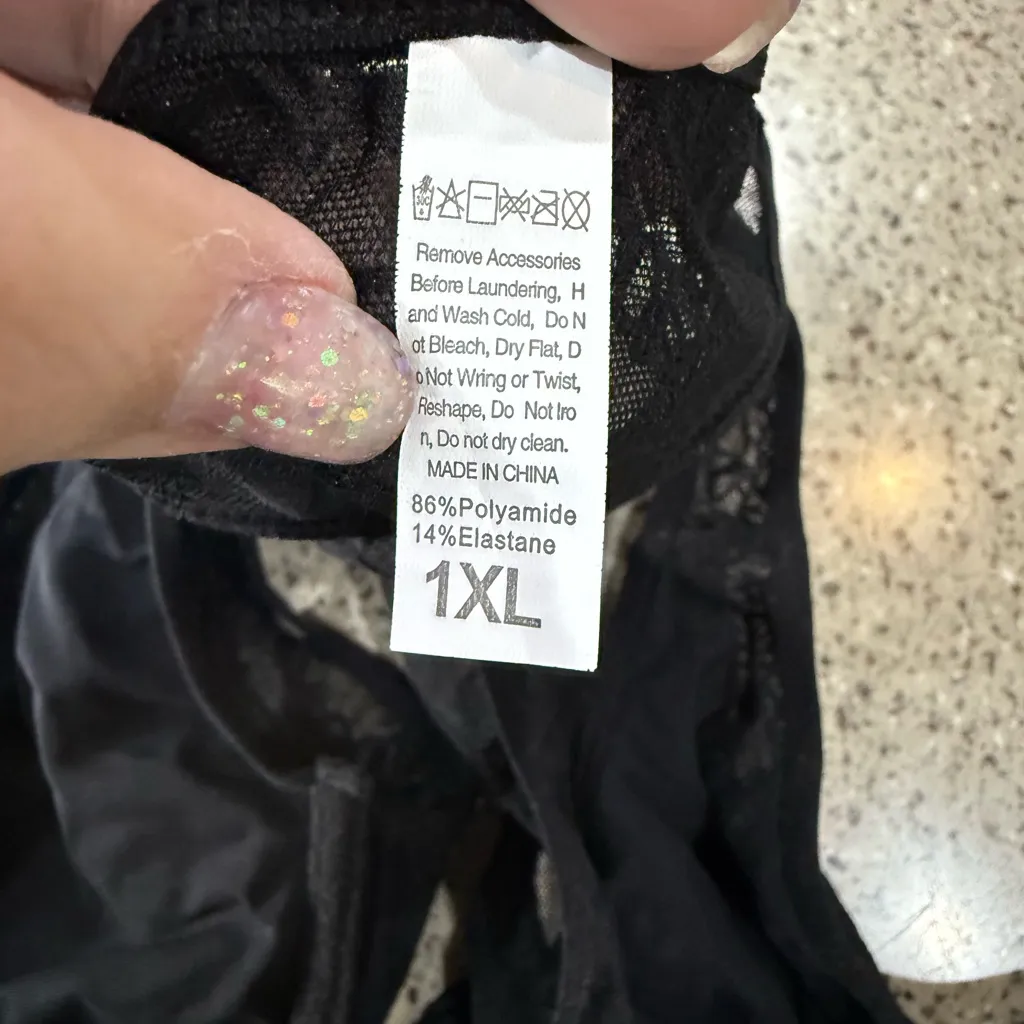 30C
Remove Accessories
Before Laundering, H
and Wash Cold, Do N
ot Bleach, Dry Flat, D
o Not Wring or Twist,
Reshape, Do Not Iro
n, Do not dry clean.
MADE IN CHINA
86%Polyamide
14%Elastane
1XL